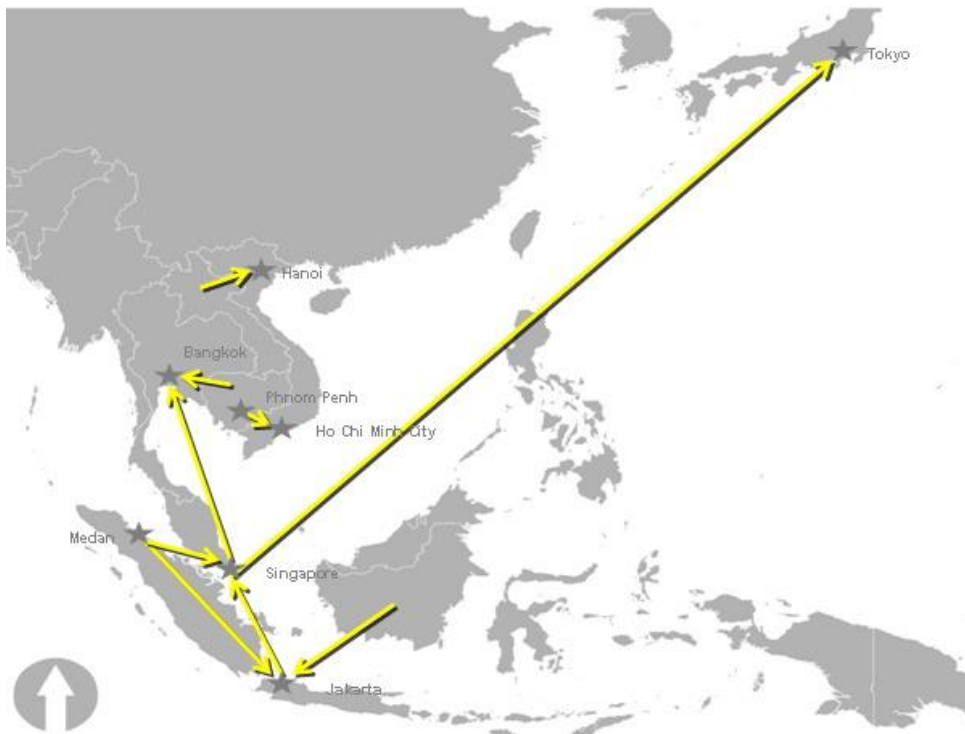 Tokyo
Hanoi
Bangkok
Phnom Penh
Ho Chi Minh City
Medan
Singapore
Jakarta